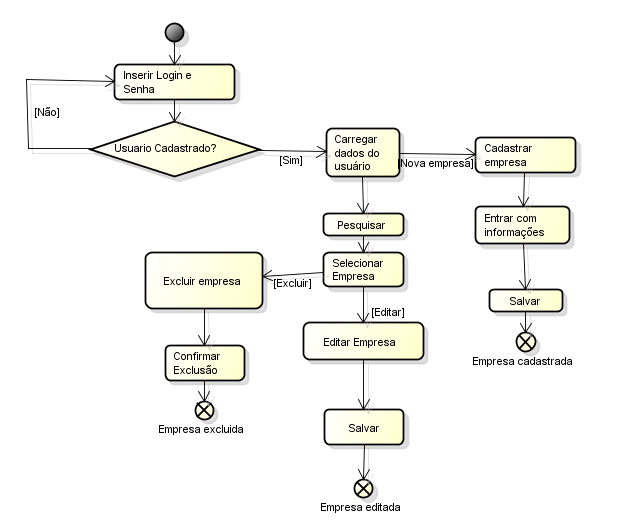 Inserir Login e
Senha
[Não]
Usuario Cadastrado?
[Sim]
Carregar
dados do
usuário
[Nova empresa]
Cadastrar
empresa
Pesquisar
Entrar com
informações
Selecionar
Empresa
[Excluir]
Excluir empresa
[Editar]
Salvar
Editar Empresa
Confirmar
Exclusão
Empresa cadastrada
Empresa excluida
Salvar
Empresa editada